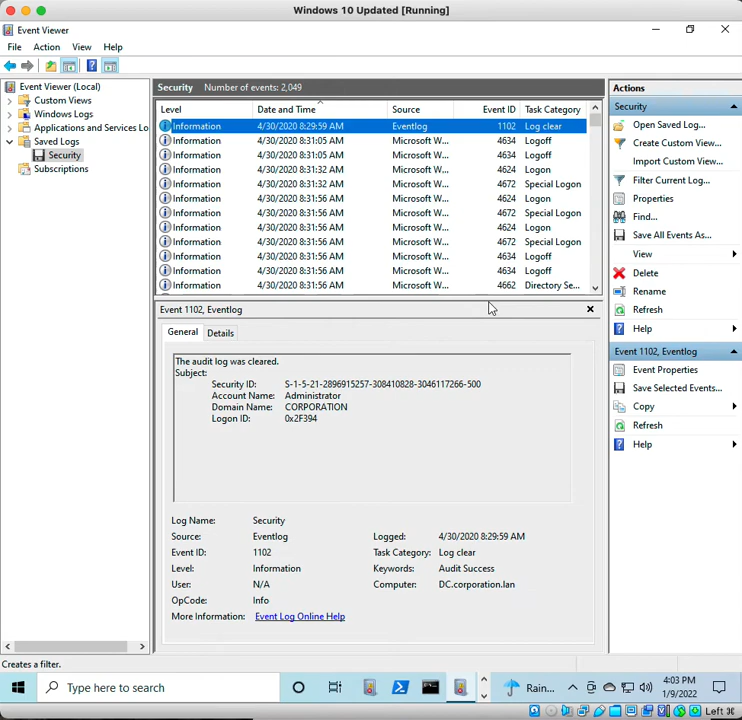 Windows 10 Updated [Running]
Event Viewer
File Action View Help
Event Viewer (Local)
Custom Views
Windows Logs
Applications and Services Lo
Saved Logs
Security
Subscriptions
Security Number of events: 2,049
Level Date and Time Source Event ID Task Category
Information 4/30/2020 8:29:59 AM Eventlog 1102 Log clear
Information 4/30/2020 8:31:05 AM Microsoft W... 4634 Logoff
Information 4/30/2020 8:31:05 AM Microsoft W... 4634 Logoff
Information 4/30/2020 8:31:32 AM Microsoft W... 4624 Logon
Information 4/30/2020 8:31:32 AM Microsoft W... 4672 Special Logon
Information 4/30/2020 8:31:56 AM Microsoft W... 4624 Logon
Information 4/30/2020 8:31:56 AM Microsoft W... 4672 Special Logon
Information 4/30/2020 8:31:56 AM Microsoft W... 4624 Logon
Information 4/30/2020 8:31:56 AM Microsoft W... 4672 Special Logon
Information 4/30/2020 8:31:56 AM Microsoft W... 4634 Logoff
Information 4/30/2020 8:31:56 AM Microsoft W... 4634 Logoff
Information 4/30/2020 8:31:56 AM Microsoft W... 4662 Directory Se...
Event 1102, Eventlog
General Details
The audit log was cleared.
Subject:
Security ID: S-1-5-21-2896915257-308410828-3046117266-500
Account Name: Administrator
Domain Name: CORPORATION
Logon ID: 0x2F394
Log Name: Security
Source: Eventlog Logged: 4/30/2020 8:29:59 AM
Event ID: 1102 Task Category: Log clear
Level: Information Keywords: Audit Success
User: N/A Computer: DC.corporation.lan
OpCode: Info
More Information: Event Log Online Help
Actions
Security
Open Saved Log...
Create Custom View...
Import Custom View...
Filter Current Log...
Properties
Find...
Save All Events As...
View
Delete
Rename
Refresh
Help
Event 1102, Eventlog
Event Properties
Save Selected Events...
Copy
Refresh
Help
Creates a filter.
Type here to search
Rain...
4:03 PM
1/9/2022
Left ⌘